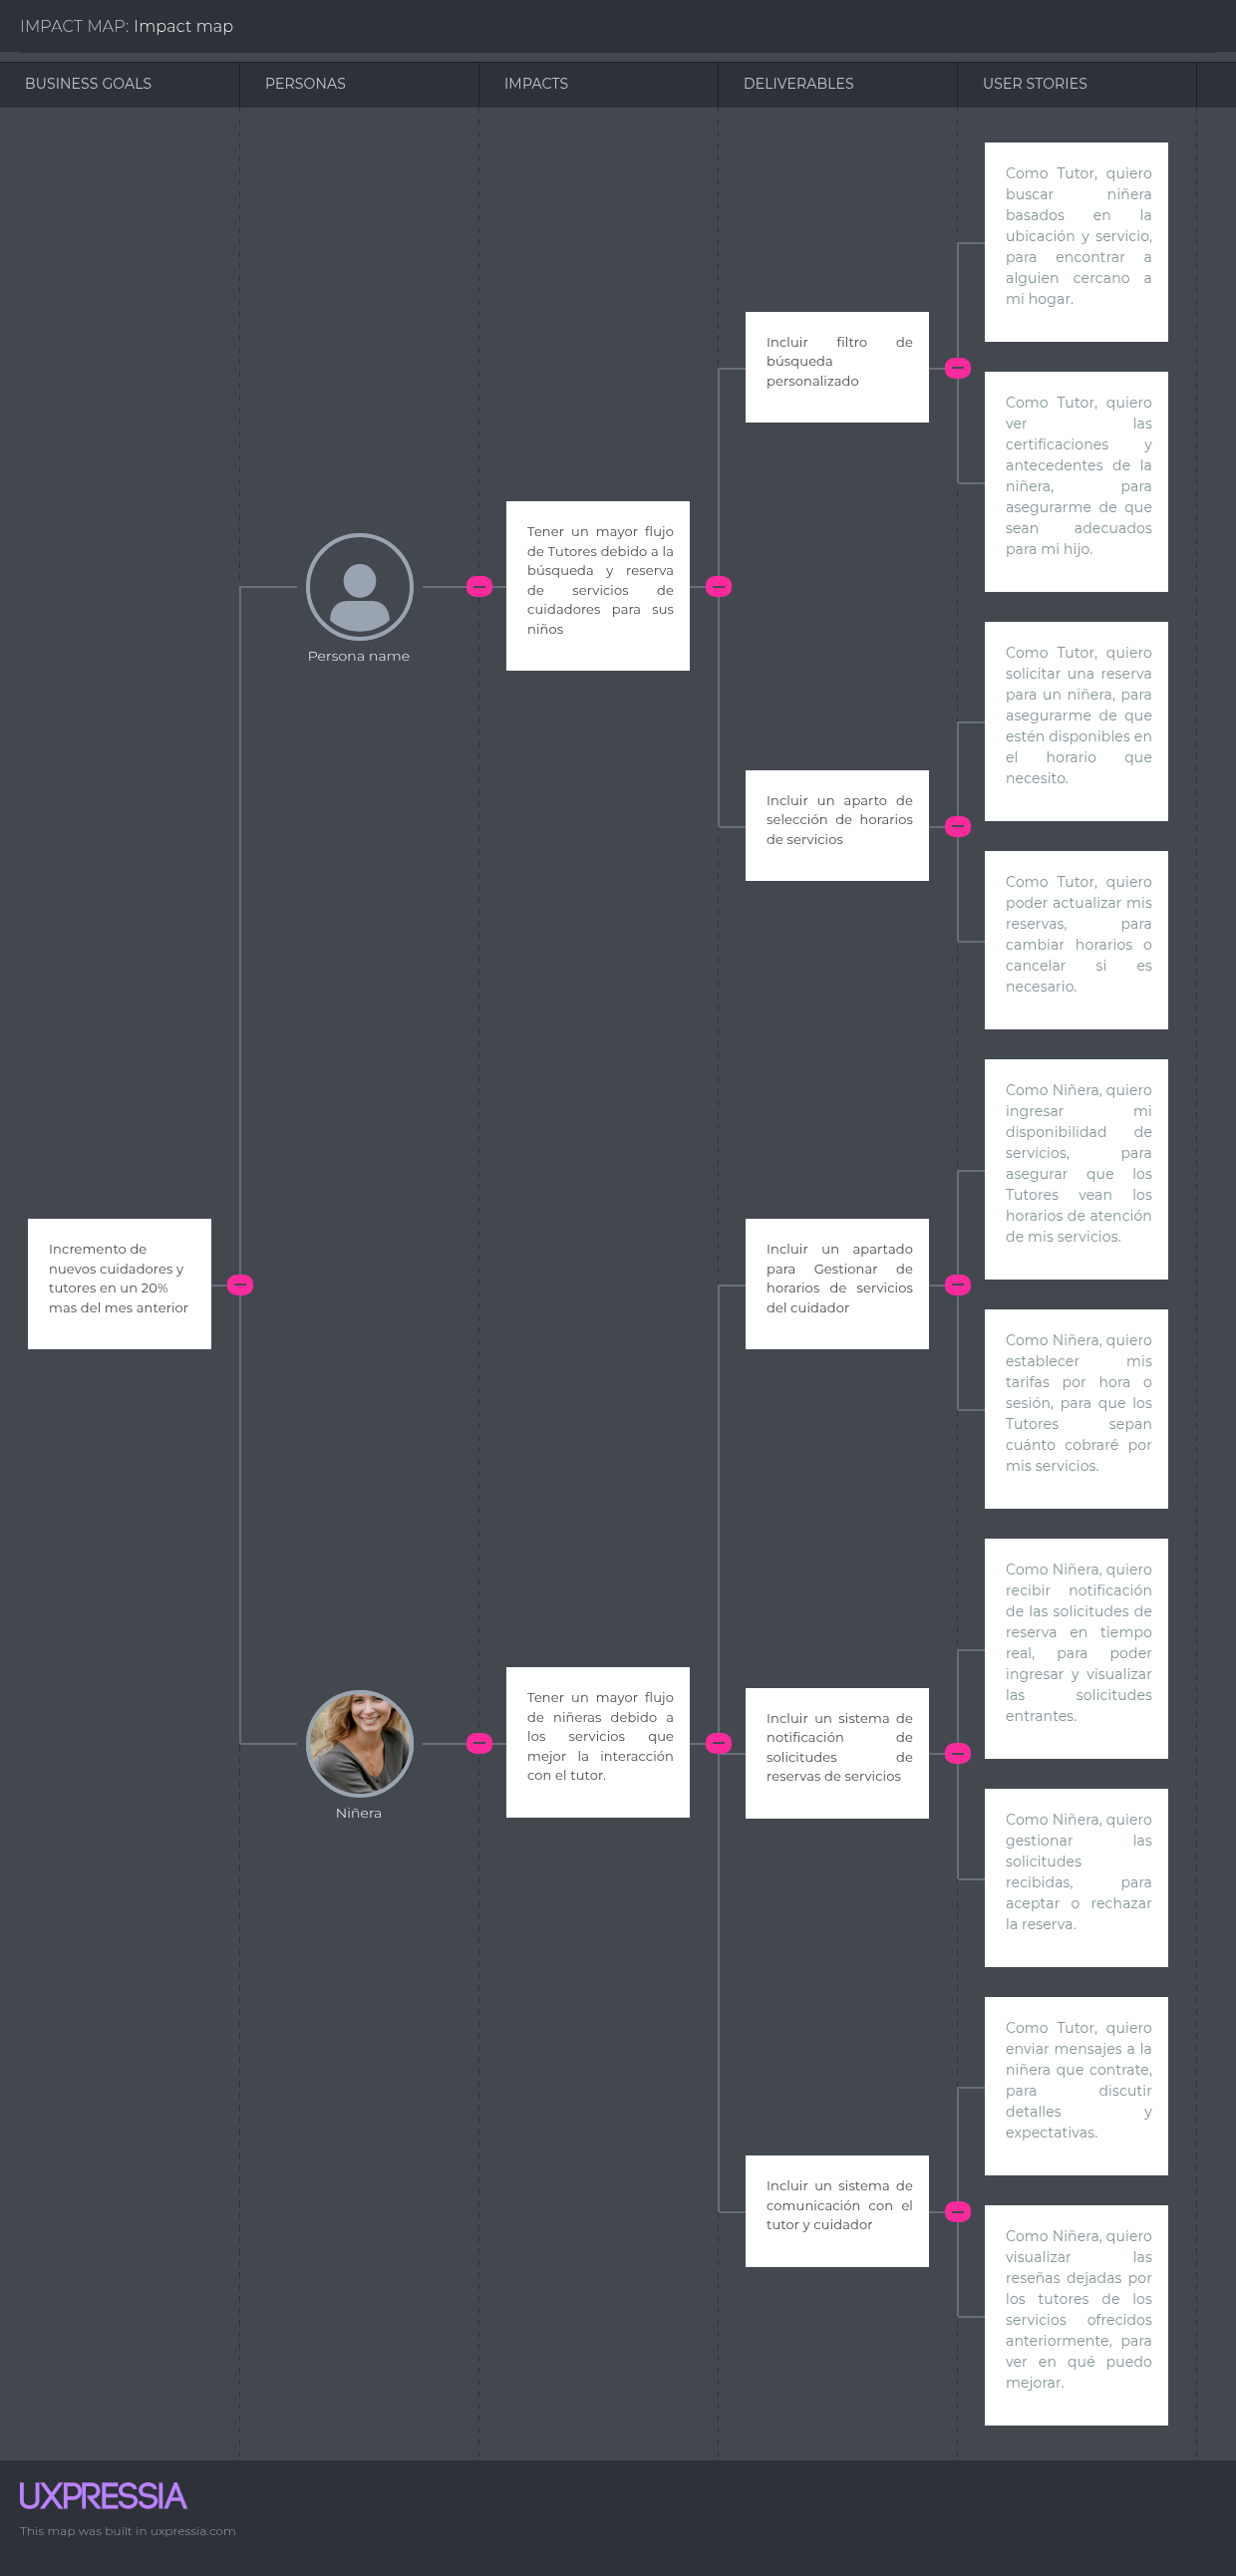 IMPACT MAP: Impact map
BUSINESS GOALS
PERSONAS
IMPACTS
DELIVERABLES
USER STORIES
Incremento de
nuevos cuidadores y
tutores en un 20%
mas del mes anterior
Persona name
Tener un mayor flujo
de Tutores debido a la
búsqueda y reserva
de servicios de
cuidadores para sus
niños
Incluir filtro de
búsqueda
personalizado
Como Tutor, quiero
buscar niñera
basados en la
ubicación y servicio,
para encontrar a
alguien cercano a
mi hogar.
Como Tutor, quiero
ver las
certificaciones y
antecedentes de la
niñera, para
asegurarme de que
sean adecuados
para mi hijo.
Incluir un aparto de
selección de horarios
de servicios
Como Tutor, quiero
solicitar una reserva
para un niñera, para
asegurarme de que
estén disponibles en
el horario que
necesito.
Como Tutor, quiero
poder actualizar mis
reservas, para
cambiar horarios o
cancelar si es
necesario.
Niñera
Tener un mayor flujo
de niñeras debido a
los servicios que
mejor la interacción
con el tutor.
Incluir un apartado
para Gestionar de
horarios de servicios
del cuidador
Como Niñera, quiero
ingresar mi
disponibilidad de
servicios, para
asegurar que los
Tutores vean los
horarios de atención
de mis servicios.
Como Niñera, quiero
establecer mis
tarifas por hora o
sesión, para que los
Tutores sepan
cuánto cobraré por
mis servicios.
Incluir un sistema de
notificación de
solicitudes de
reservas de servicios
Como Niñera, quiero
recibir notificación
de las solicitudes de
reserva en tiempo
real, para poder
ingresar y visualizar
las solicitudes
entrantes.
Como Niñera, quiero
gestionar las
solicitudes
recibidas, para
aceptar o rechazar
la reserva.
Incluir un sistema de
comunicación con el
tutor y cuidador
Como Tutor, quiero
enviar mensajes a la
niñera que contrate,
para discutir
detalles y
expectativas.
Como Niñera, quiero
visualizar las
reseñas dejadas por
los tutores de los
servicios ofrecidos
anteriormente, para
ver en qué puedo
mejorar.
UXPRESSIA
This map was built in uxpressia.com